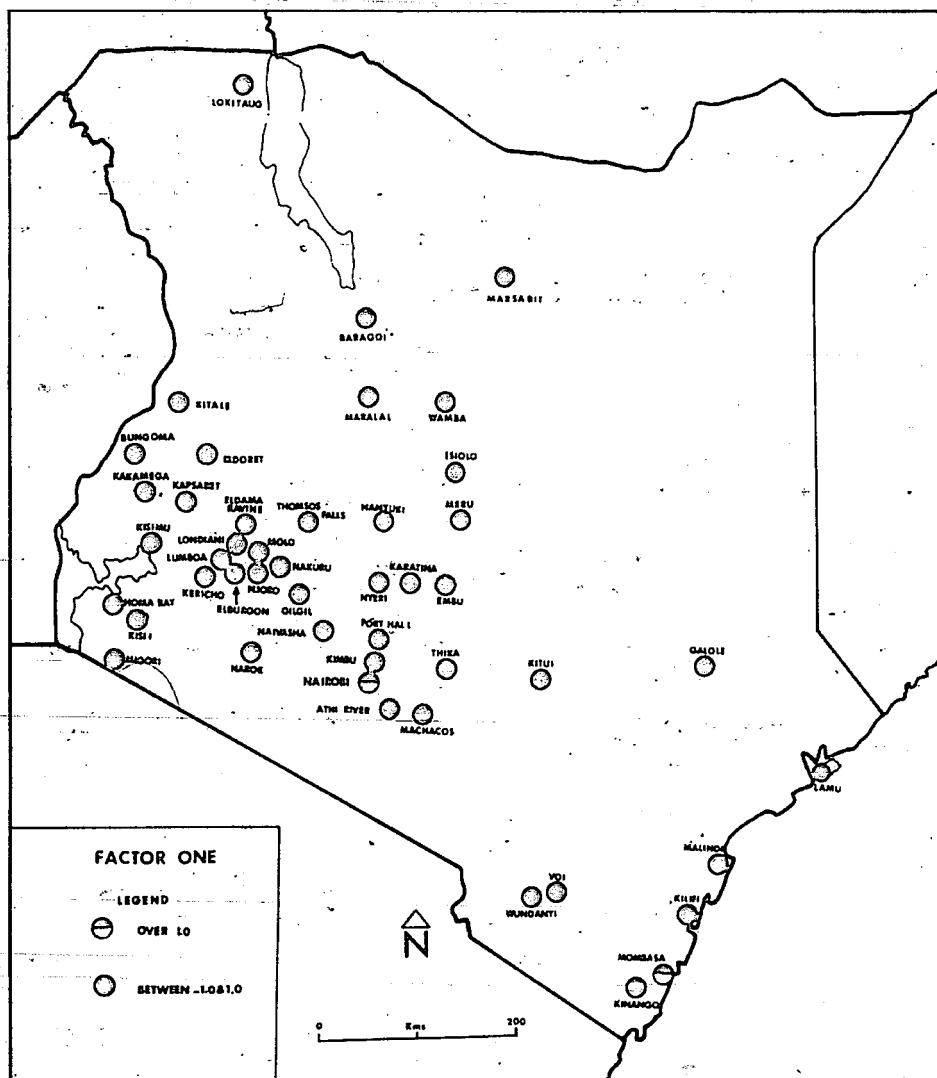 LOKITAUG
MARSABIT
BARAGOI
KITALE
MARALAL
WAMBA
BUNGOMA
ELDORET
ISIOLO
KAKAMEGA
KAPSABET
ELDAMA
RAVINE
THOMSOS
FALLS
NANYUKI
MERU
KISIMU
LONDIANI
MOLO
LUMBOA
NAKURU
KERICHO
NJORO
ELBURGON
GILGIL
NYERI
KARATINA
EMBU
HOMA BAY
KISII
NAIVASHA
FORT HALL
MIGORI
NAROK
KIMBU
THIKA
KITUI
GALOLE
NAIROBI
ATHI RIVER
MACHACOS
LAMU
MALINDI
VOI
WUNDANTI
KILIFI
MOMBASA
KINANGO
FACTOR ONE
LEGEND
OVER 1.0
BETWEEN -1.0&1.0
N
0 Kms 200